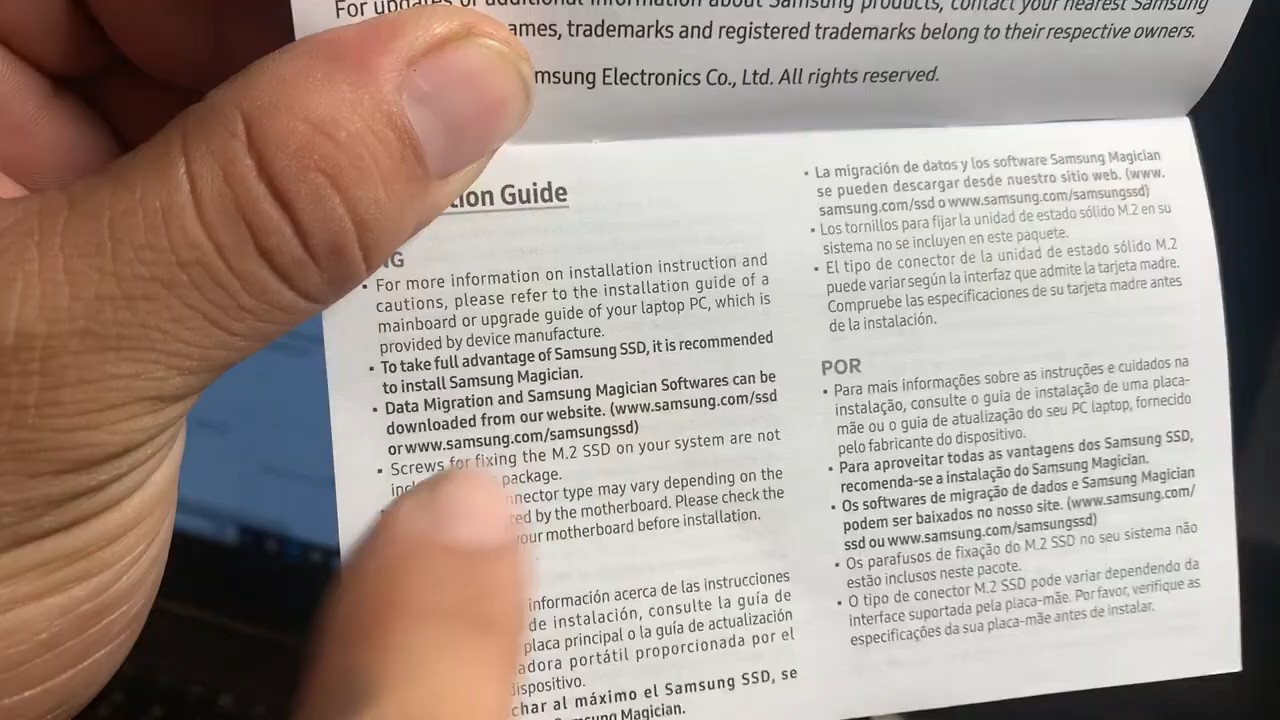 For updates or additional information about Samsung products, contact your nearest Samsung
ames, trademarks and registered trademarks belong to their respective owners.
msung Electronics Co., Ltd. All rights reserved.
tion Guide
NG
▪ For more information on installation instruction and
cautions, please refer to the installation guide of a
mainboard or upgrade guide of your laptop PC, which is
provided by device manufacture.
▪ To take full advantage of Samsung SSD, it is recommended
to install Samsung Magician.
▪ Data Migration and Samsung Magician Softwares can be
downloaded from our website. (www.samsung.com/ssd
orwww.samsung.com/samsungssd)
▪ Screws for fixing the M.2 SSD on your system are not
package.
nnector type may vary depending on the
ed by the motherboard. Please check the
our motherboard before installation.
información acerca de las instrucciones
de instalación, consulte la guía de
placa principal o la guía de actualización
adora portátil proporcionada por el
dispositivo.
char al máximo el Samsung SSD, se
msung Magician.
▪ La migración de datos y los software Samsung Magician
se pueden descargar desde nuestro sitio web. (www.
samsung.com/ssd o www.samsung.com/samsungssd)
▪ Los tornillos para fijar la unidad de estado sólido M.2 en su
sistema no se incluyen en este paquete.
▪ El tipo de conector de la unidad de estado sólido M.2
puede variar según la interfaz que admite la tarjeta madre.
Compruebe las especificaciones de su tarjeta madre antes
de la instalación.
POR
▪ Para mais informações sobre as instruções e cuidados na
instalação, consulte o guia de instalação de uma placa-
mãe ou o guia de atualização do seu PC laptop, fornecido
pelo fabricante do dispositivo.
▪ Para aproveitar todas as vantagens dos Samsung SSD,
recomenda-se a instalação do Samsung Magician.
▪ Os softwares de migração de dados e Samsung Magician
podem ser baixados no nosso site. (www.samsung.com/
ssd ou www.samsung.com/samsungssd)
▪ Os parafusos de fixação do M.2 SSD no seu sistema não
estão inclusos neste pacote.
▪ O tipo de conector M.2 SSD pode variar dependendo da
interface suportada pela placa-mãe. Por favor, verifique as
especificações da sua placa-mãe antes de instalar.